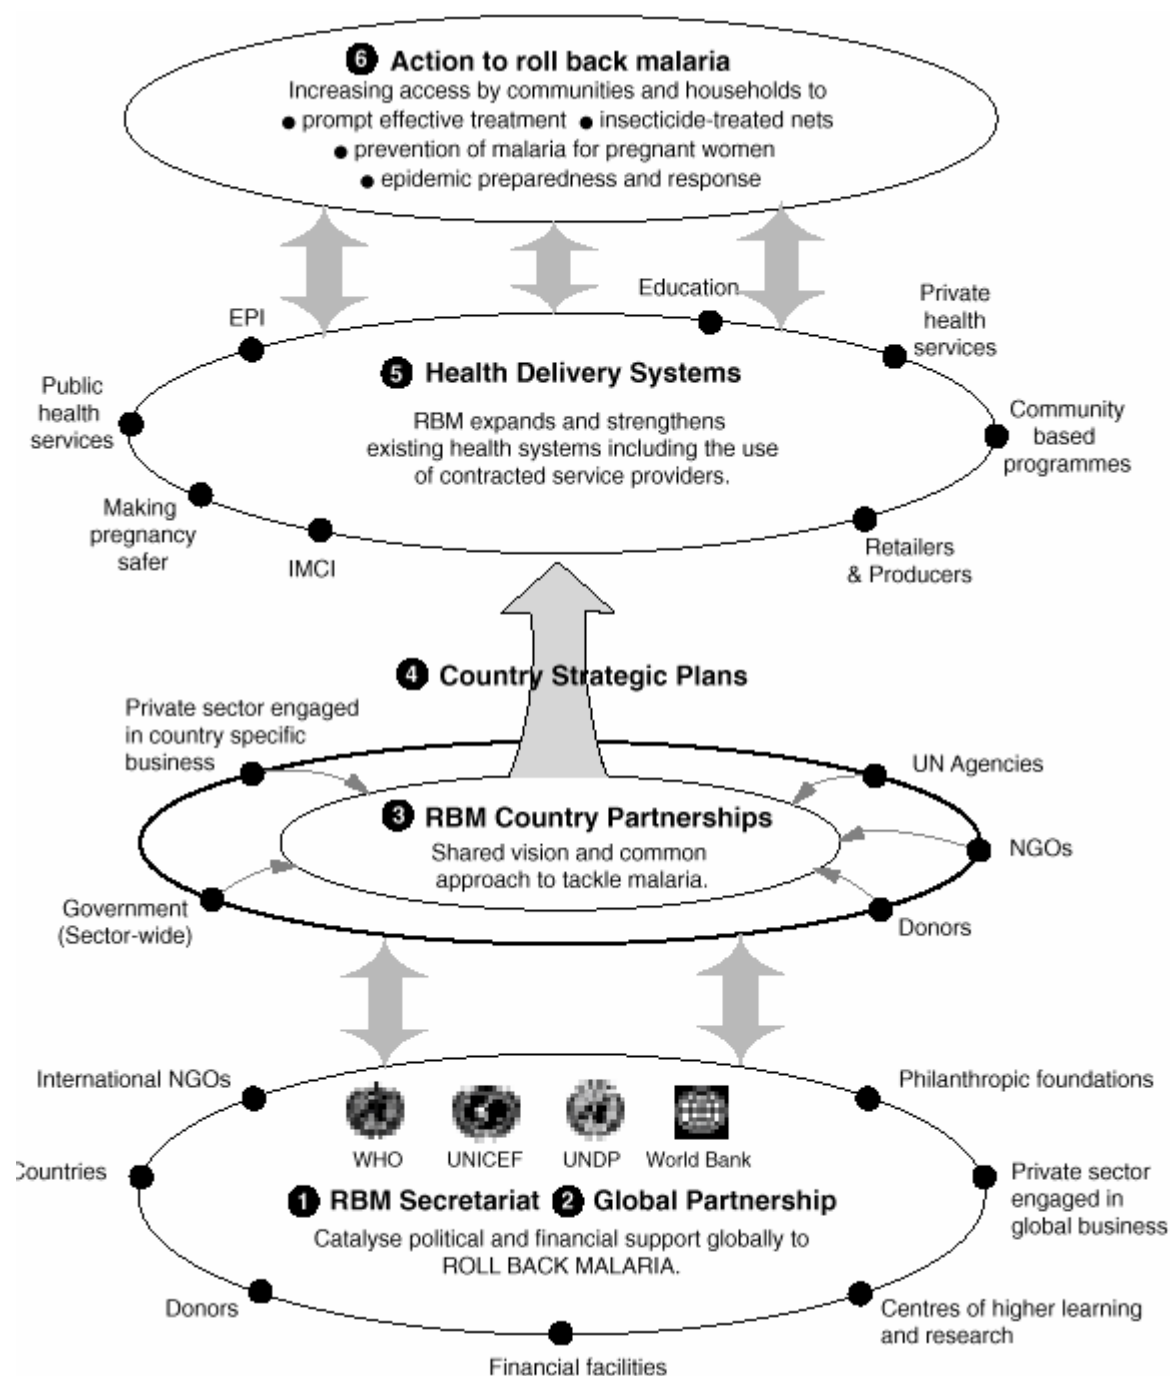 6 Action to roll back malaria
Increasing access by communities and households to
● prompt effective treatment ● insecticide-treated nets
● prevention of malaria for pregnant women
● epidemic preparedness and response
Education
Private
health
services
EPI
5 Health Delivery Systems
Public
health
services
RBM expands and strengthens
existing health systems including the use
of contracted service providers.
Community
based
programmes
Making
pregnancy
safer
IMCI
Retailers
& Producers
4 Country Strategic Plans
Private sector engaged
in country specific
business
UN Agencies
3 RBM Country Partnerships
Shared vision and common
approach to tackle malaria.
NGOs
Government
(Sector-wide)
Donors
International NGOs
Philanthropic foundations
WHO UNICEF UNDP World Bank
Countries
Private sector
engaged in
global business
1 RBM Secretariat 2 Global Partnership
Catalyse political and financial support globally to
ROLL BACK MALARIA.
Donors
Centres of higher learning
and research
Financial facilities